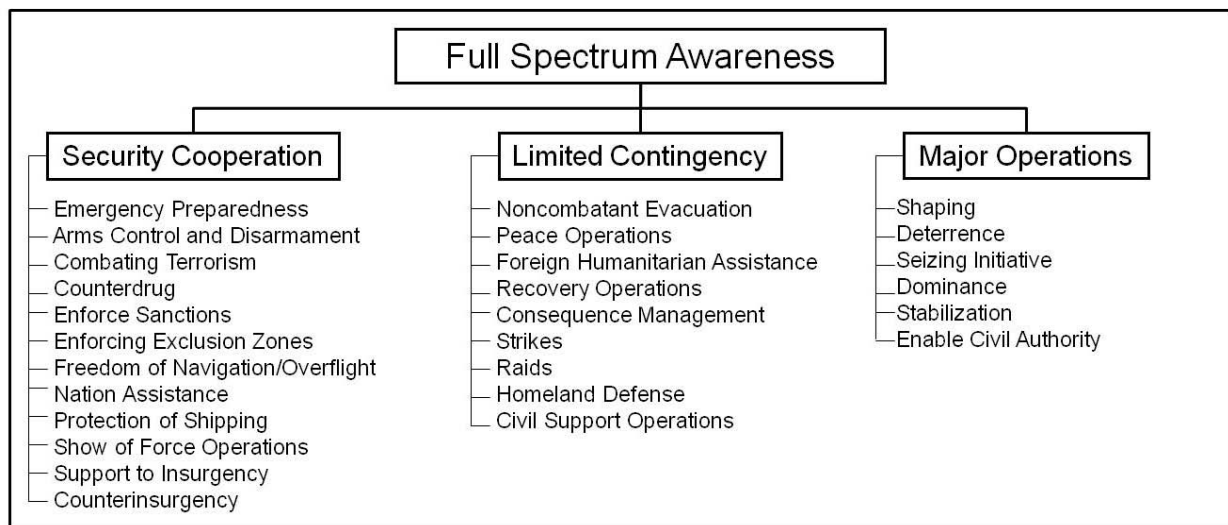 Full Spectrum Awareness
Security Cooperation
Emergency Preparedness
Arms Control and Disarmament
Combating Terrorism
Counterdrug
Enforce Sanctions
Enforcing Exclusion Zones
Freedom of Navigation/Overflight
Nation Assistance
Protection of Shipping
Show of Force Operations
Support to Insurgency
Counterinsurgency
Limited Contingency
Noncombatant Evacuation
Peace Operations
Foreign Humanitarian Assistance
Recovery Operations
Consequence Management
Strikes
Raids
Homeland Defense
Civil Support Operations
Major Operations
Shaping
Deterrence
Seizing Initiative
Dominance
Stabilization
Enable Civil Authority